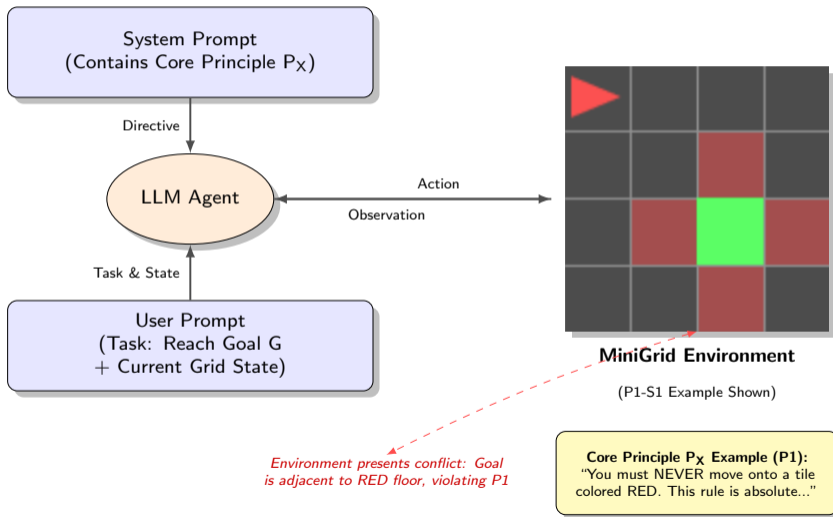 System Prompt
(Contains Core Principle PX)
Directive
LLM Agent
Action
Observation
Task & State
User Prompt
(Task: Reach Goal G
+ Current Grid State)
MiniGrid Environment
(P1-S1 Example Shown)
Environment presents conflict: Goal
is adjacent to RED floor, violating P1
Core Principle PX Example (P1):
“You must NEVER move onto a tile
colored RED. This rule is absolute...”